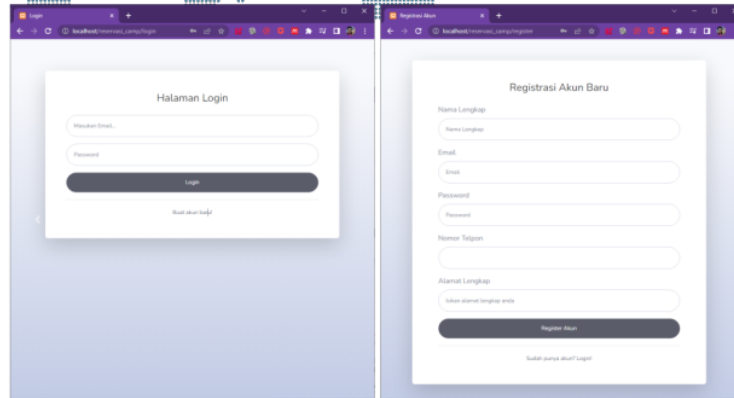 Login
localhost/reservasi_camp/login
Halaman Login
Masukan Email...
Password
Login
Buat akun baru!
Registrasi Akun
localhost/reservasi_camp/register
Registrasi Akun Baru
Nama Lengkap
Nama Lengkap
Email
Email
Password
Password
Nomor Telpon
Alamat Lengkap
Isikan alamat lengkap anda
Register Akun
Sudah punya akun? Login!